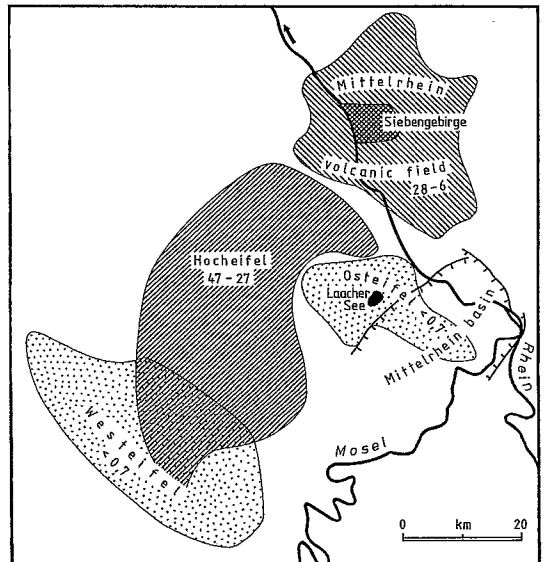 Mittelrhein
Siebengebirge
volcanic field
28-6
Hocheifel
47-27
Osteifel
<0.7
Laacher
See
Mittelrhein basin
Rhein
Westeifel
<0.7
Mosel
0 km 20